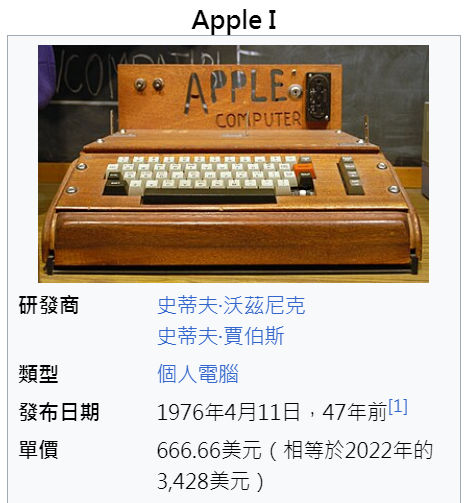 Apple I
NCOMPATIBLE
APPLE
COMPUTER
研發商
史蒂夫·沃茲尼克
史蒂夫·賈伯斯
類型
個人電腦
發布日期
1976年4月11日，47年前[1]
單價
666.66美元（相等於2022年的
3,428美元）